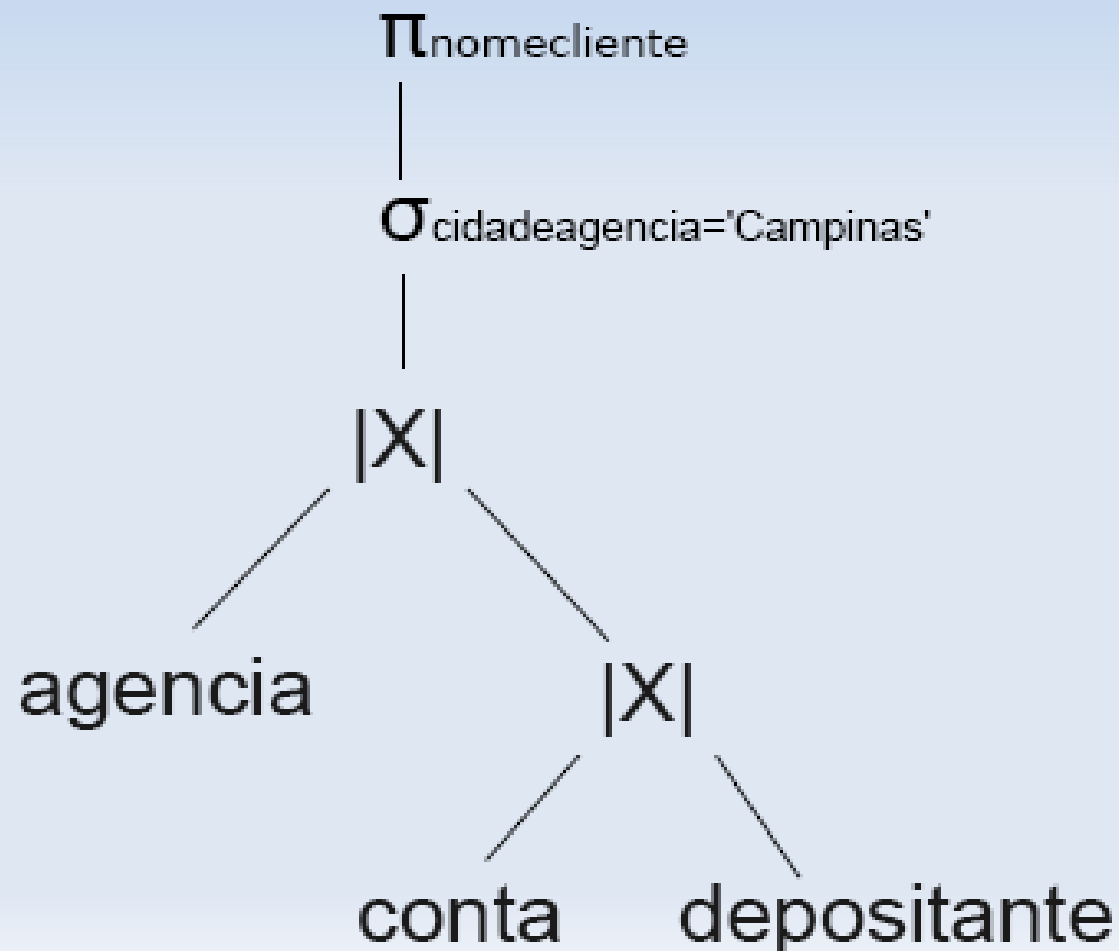 πnomecliente
σcidadeagencia='Campinas'
|X|
agencia
|X|
conta
depositante